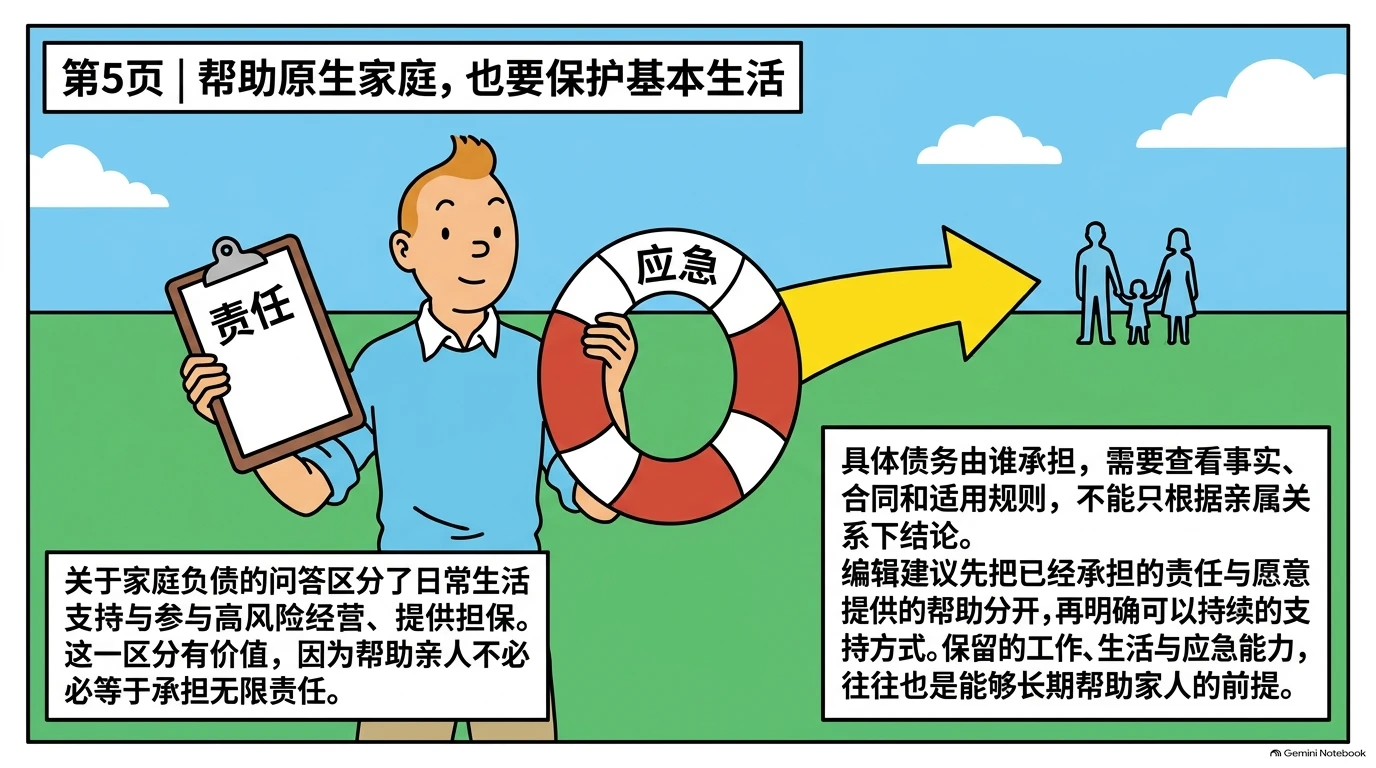 第5页 | 帮助原生家庭，也要保护基本生活
责任
应急
关于家庭负债的问答区分了日常生活
支持与参与高风险经营、提供担保。
这一区分有价值，因为帮助亲人不必
必等于承担无限责任。
具体债务由谁承担，需要查看事实、
合同和适用规则，不能只根据亲属关
系下结论。
编辑建议先把已经承担的责任与愿意
提供的帮助分开，再明确可以持续的支
持方式。保留的工作、生活与应急能力，
往往也是能够长期帮助家人的前提。
Gemini Notebook